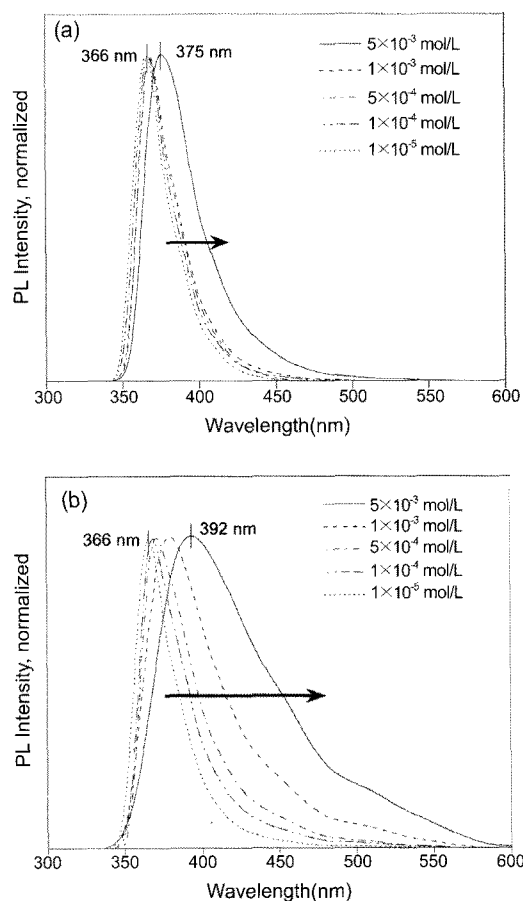 (a)
366 nm
375 nm
5×10⁻³ mol/L
1×10⁻³ mol/L
5×10⁻⁴ mol/L
1×10⁻⁴ mol/L
1×10⁻⁵ mol/L
PL Intensity, normalized
300
350
400
450
500
550
600
Wavelength(nm)
(b)
366 nm
392 nm
5×10⁻³ mol/L
1×10⁻³ mol/L
5×10⁻⁴ mol/L
1×10⁻⁴ mol/L
1×10⁻⁵ mol/L
PL Intensity, normalized
300
350
400
450
500
550
600
Wavelength(nm)